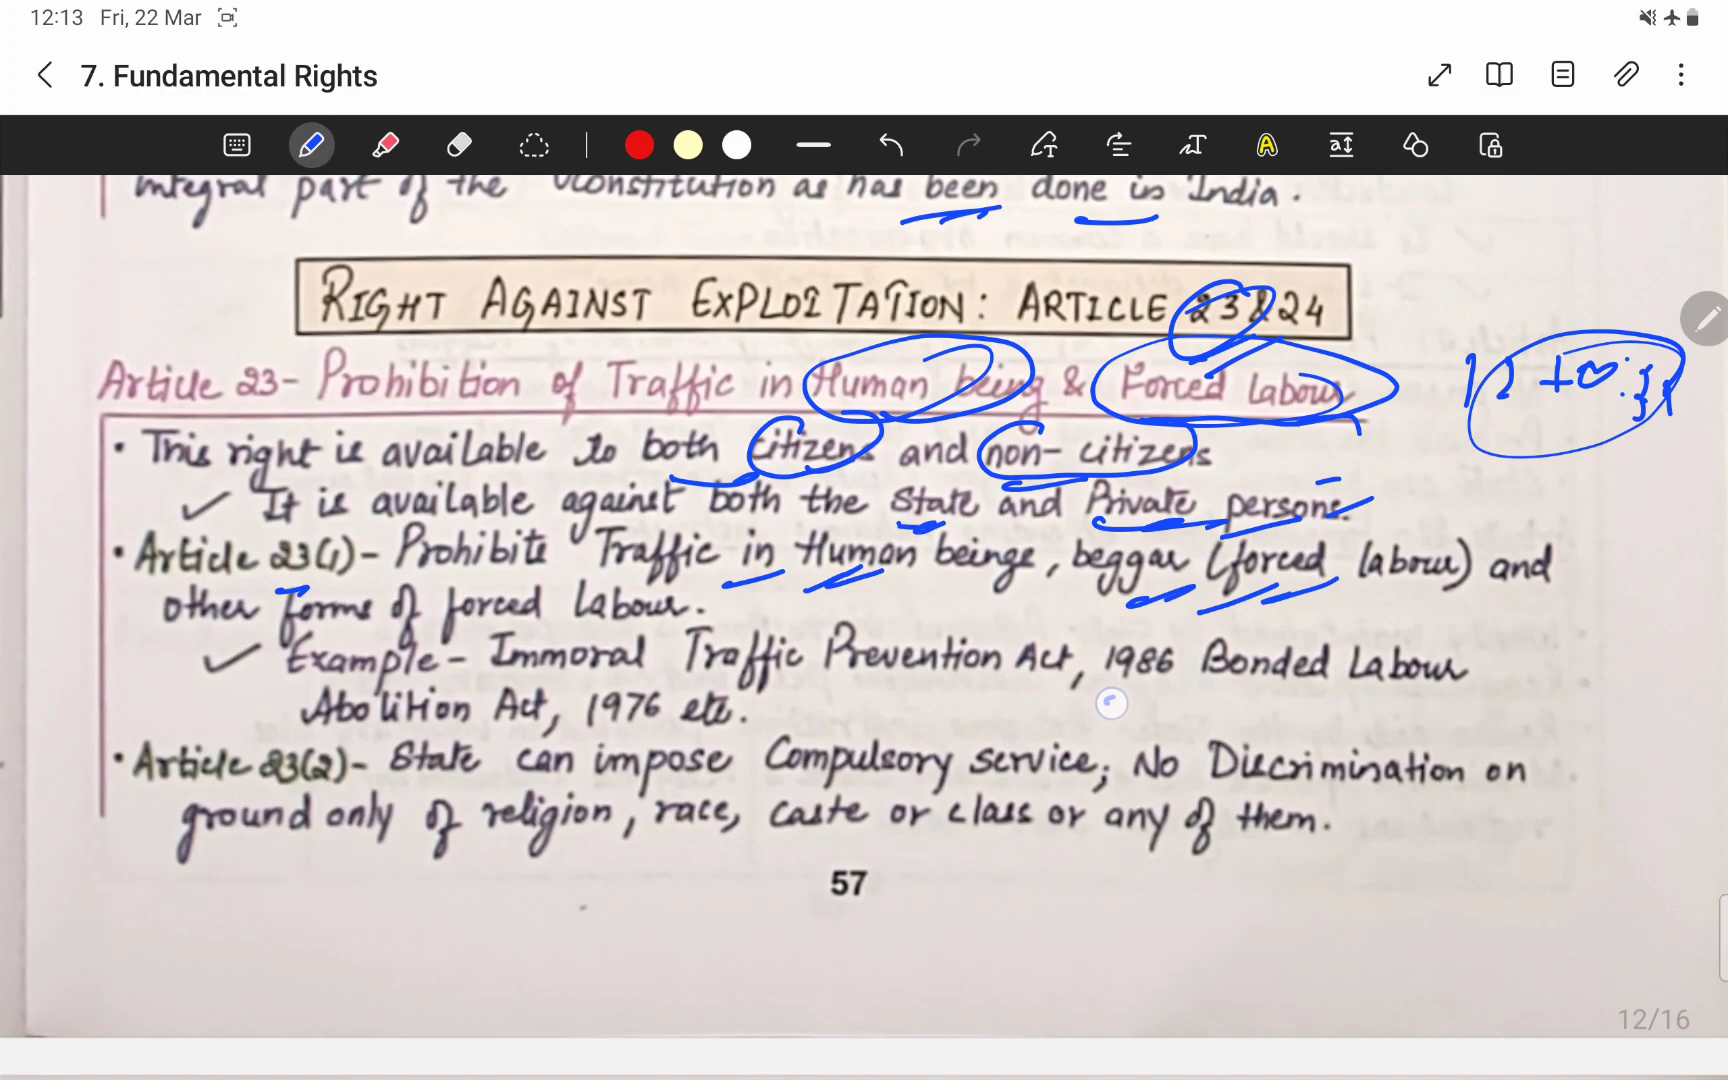 12:13 Fri, 22 Mar
7. Fundamental Rights
integral part of the Constitution as has been done in India.
RIGHT AGAINST EXPLOITATION: ARTICLE 23&24
Article 23- Prohibition of Traffic in Human being & Forced Labour
• This right is available to both citizens and non-citizens
✓ It is available against both the State and Private persons.
• Article 23(1)- Prohibite Traffic in Human beings, beggar (forced labour) and
other forms of forced Labour.
✓ Example- Immoral Traffic Prevention Act, 1986 Bonded Labour
Abolition Act, 1976 etc.
• Article 23(2)- State can impose Compulsory service; No Discrimination on
ground only of religion, race, caste or class or any of them.
57
12/16